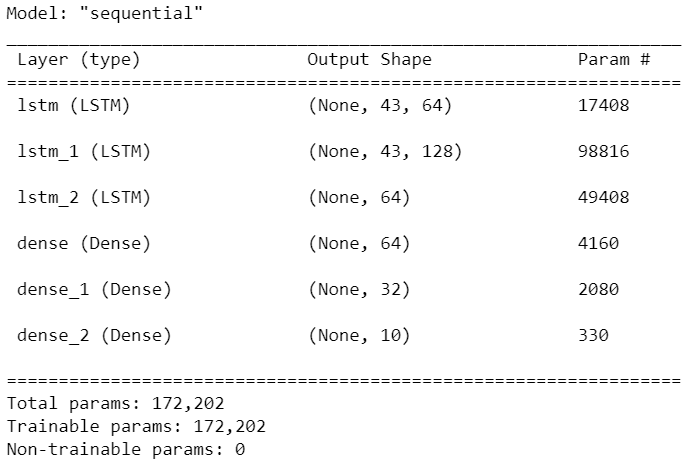 Model: "sequential"
_________________________________________________________________
Layer (type) Output Shape Param #
=================================================================
lstm (LSTM) (None, 43, 64) 17408
lstm_1 (LSTM) (None, 43, 128) 98816
lstm_2 (LSTM) (None, 64) 49408
dense (Dense) (None, 64) 4160
dense_1 (Dense) (None, 32) 2080
dense_2 (Dense) (None, 10) 330
=================================================================
Total params: 172,202
Trainable params: 172,202
Non-trainable params: 0